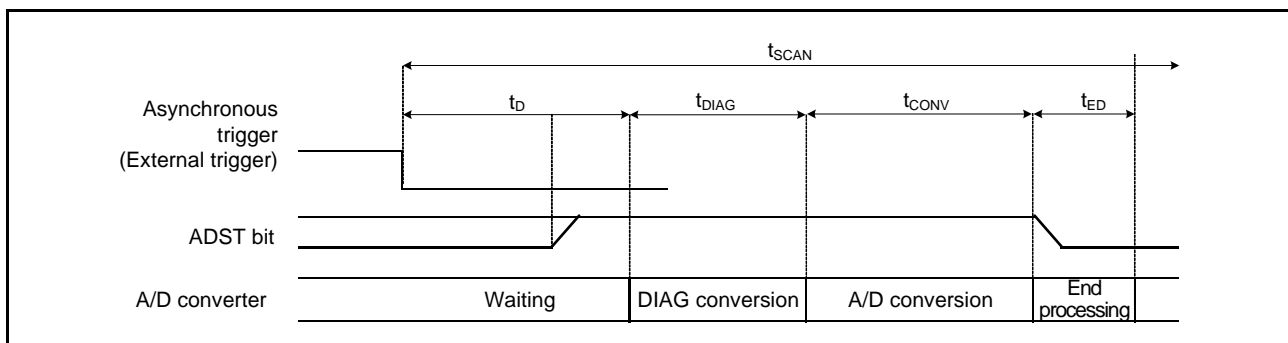 tSCAN
tD
tDIAG
tCONV
tED
Asynchronous
trigger
(External trigger)
ADST bit
A/D converter
Waiting
DIAG conversion
A/D conversion
End
processing